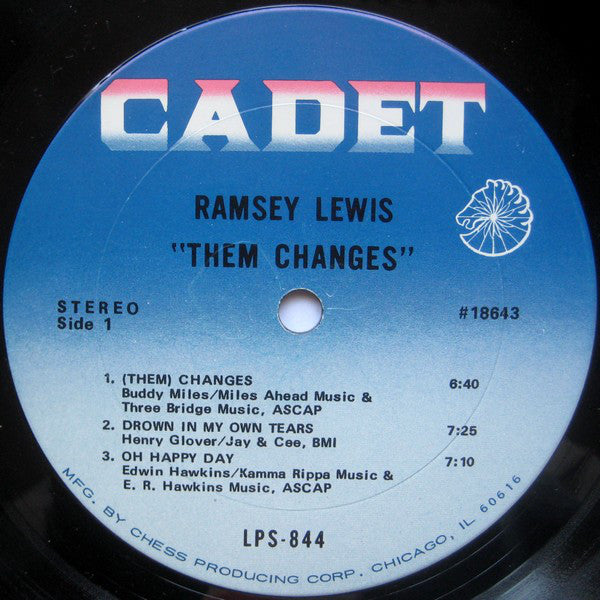 CADET
RAMSEY LEWIS
"THEM CHANGES"
STEREO
Side 1
#18643
1. (THEM) CHANGES 6:40
Buddy Miles/Miles Ahead Music &
Three Bridge Music, ASCAP
2. DROWN IN MY OWN TEARS 7:25
Henry Glover/Jay & Cee, BMI
3. OH HAPPY DAY 7:10
Edwin Hawkins/Kamma Rippa Music &
E. R. Hawkins Music, ASCAP
LPS-844
MFG. BY CHESS PRODUCING CORP. CHICAGO, IL 60616